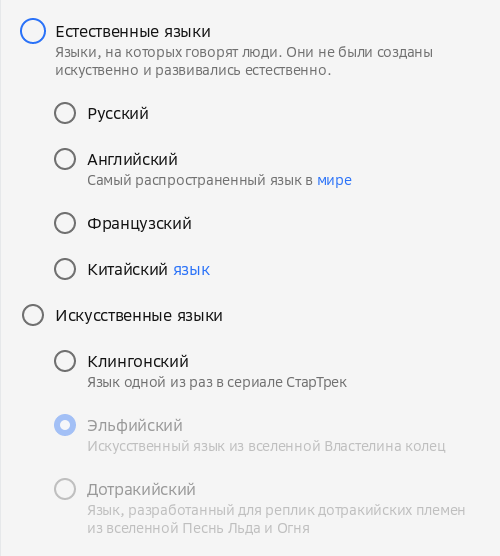 Естественные языки
Языки, на которых говорят люди. Они не были созданы
искуственно и развивались естественно.
Русский
Английский
Самый распространенный язык в мире
Французский
Китайский язык
Искусственные языки
Клингонский
Язык одной из раз в сериале СтарТрек
Эльфийский
Искусственный язык из вселенной Властелина колец
Дотракийский
Язык, разработанный для реплик дотракийских племен
из вселенной Песнь Льда и Огня